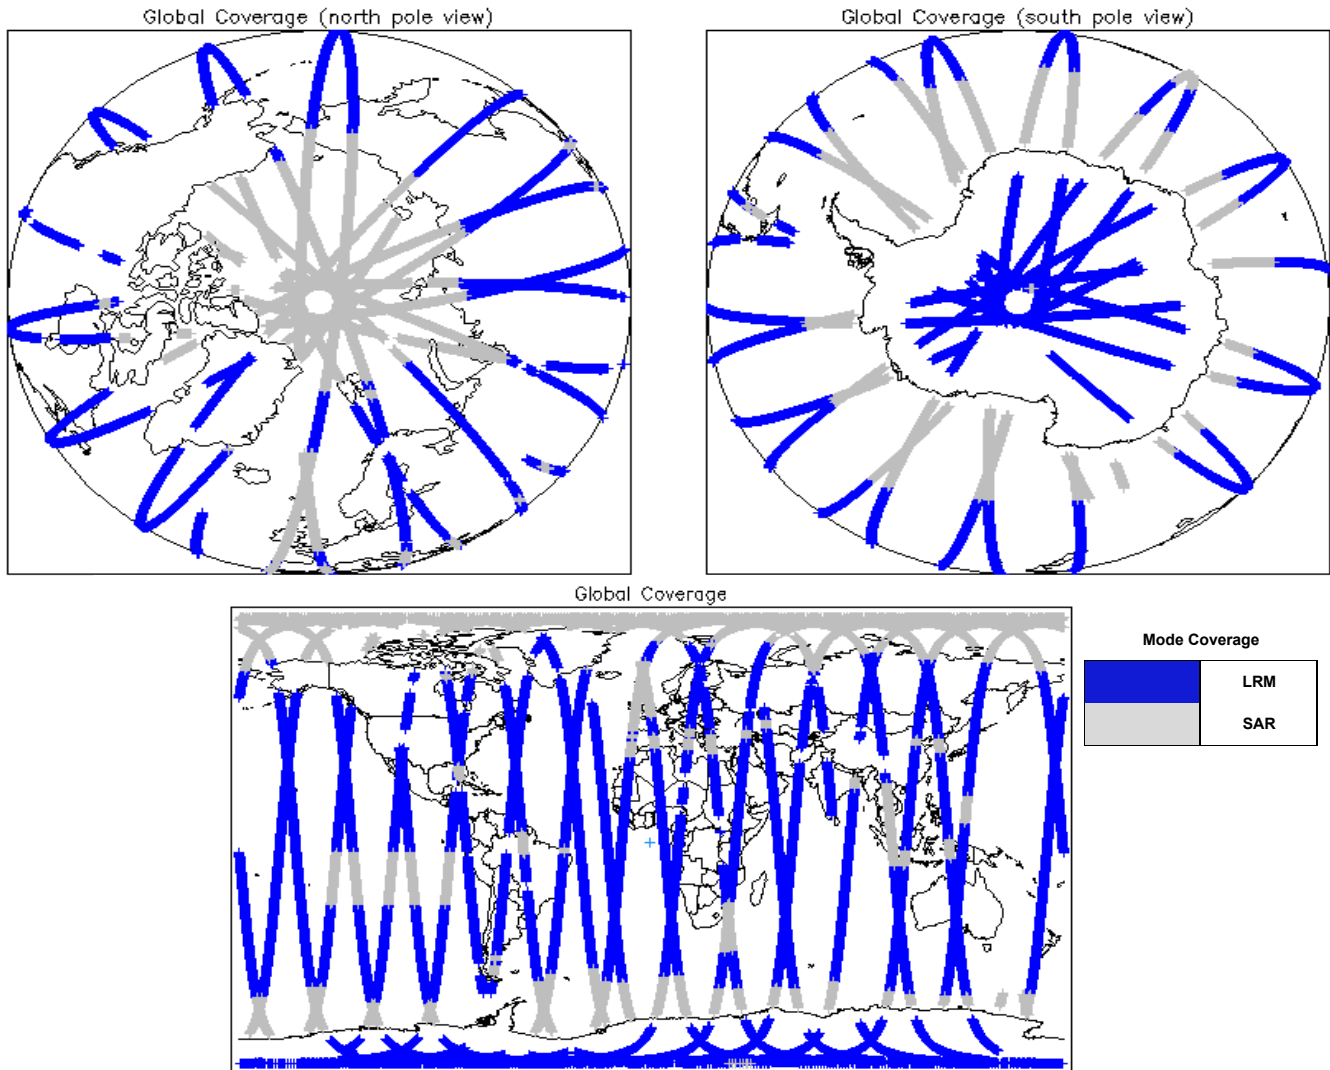 Global Coverage (north pole view)
Global Coverage (south pole view)
Global Coverage
Mode Coverage
LRM
SAR